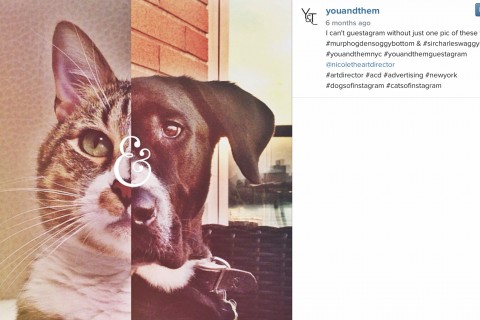 &
Y&T
youandthem
6 months ago
I can't guestagram without just one pic of these
#murphogdensoggybottom & #sircharleswaggy
#youandthemnyc #youandthemguestagram
@nicoletheartdirector
#artdirector #acd #advertising #newyork
#dogsofinstagram #catsofinstagram